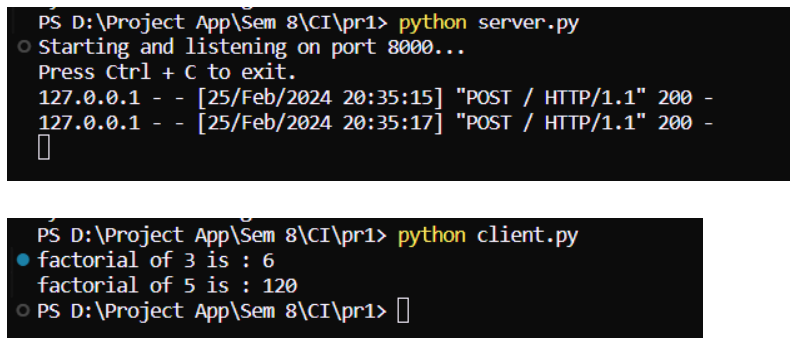 PS D:\Project App\Sem 8\CI\pr1> python server.py
Starting and listening on port 8000...
Press Ctrl + C to exit.
127.0.0.1 - - [25/Feb/2024 20:35:15] "POST / HTTP/1.1" 200 -
127.0.0.1 - - [25/Feb/2024 20:35:17] "POST / HTTP/1.1" 200 -
PS D:\Project App\Sem 8\CI\pr1> python client.py
factorial of 3 is : 6
factorial of 5 is : 120
PS D:\Project App\Sem 8\CI\pr1>